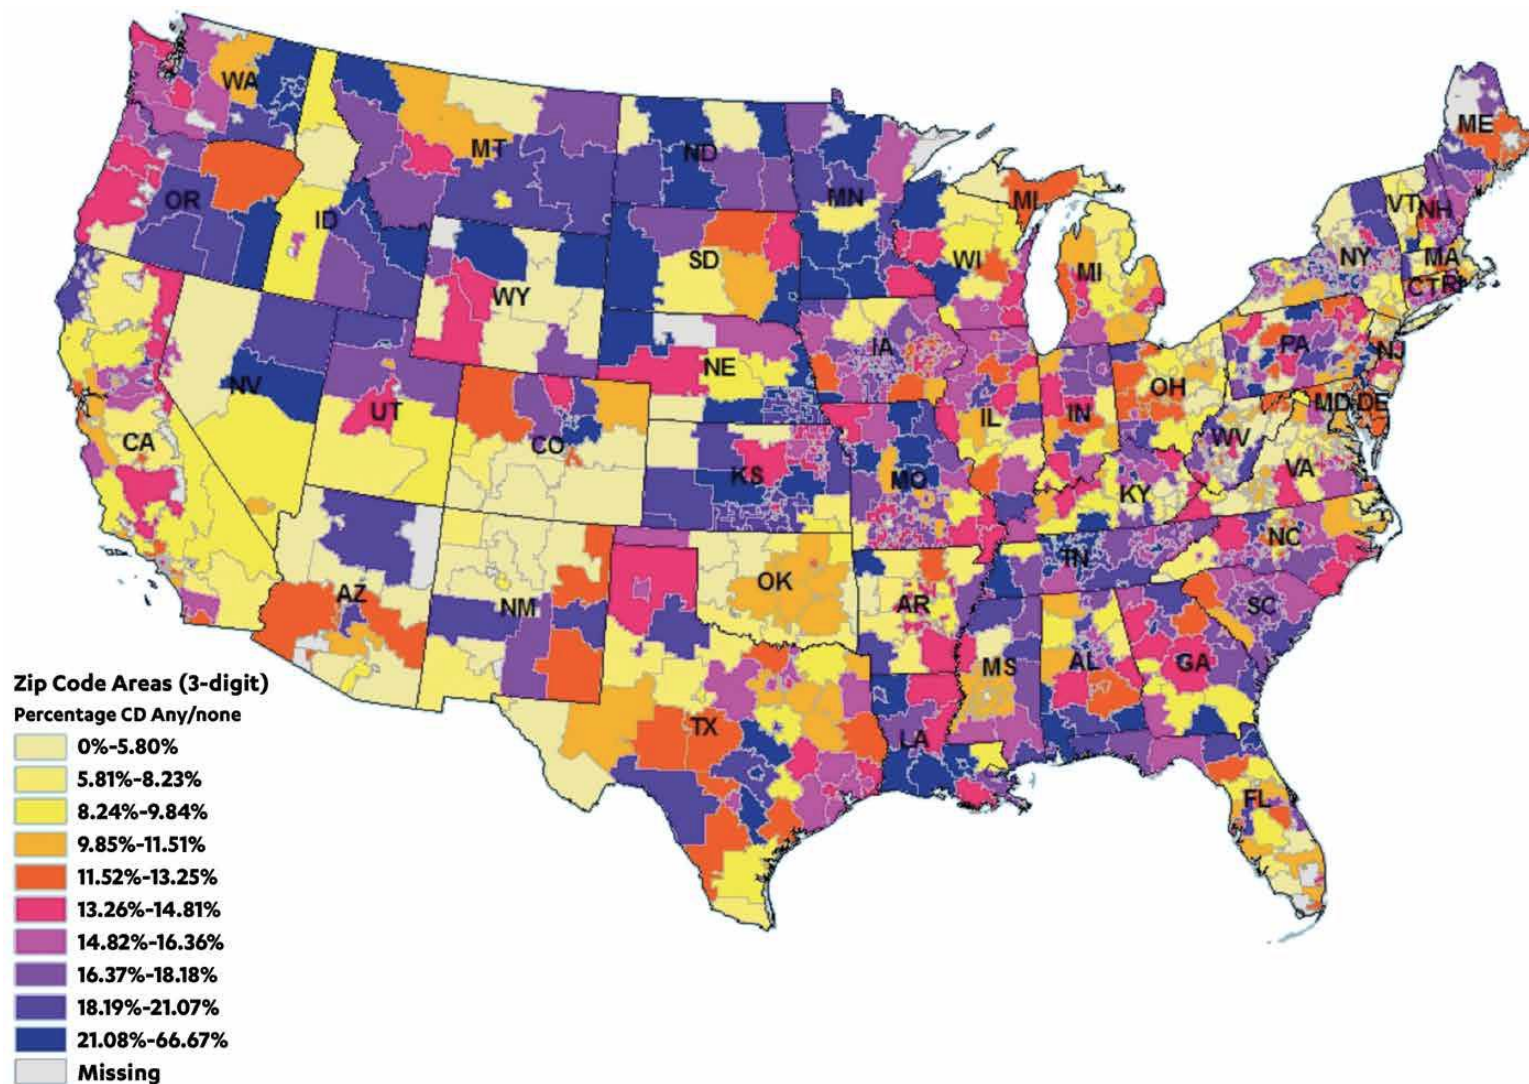 WA
MT
ND
ME
OR
ID
MN
MI
VT
NH
SD
WI
NY
MA
WY
MI
CT
RI
IA
NE
PA
NJ
NV
UT
OH
CA
CO
IL
IN
MD
DE
WV
KS
MO
VA
KY
NC
AZ
NM
OK
TN
AR
SC
MS
AL
GA
TX
LA
FL
Zip Code Areas (3-digit)
Percentage CD Any/none
0%-5.80%
5.81%-8.23%
8.24%-9.84%
9.85%-11.51%
11.52%-13.25%
13.26%-14.81%
14.82%-16.36%
16.37%-18.18%
18.19%-21.07%
21.08%-66.67%
Missing